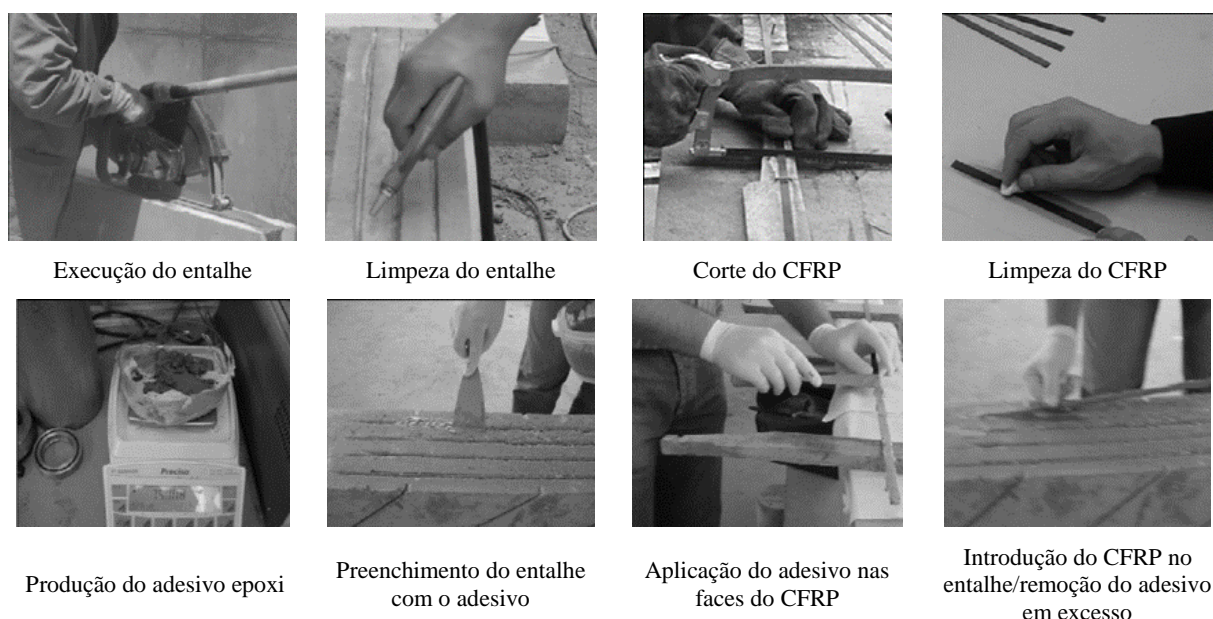 Execução do entalhe
Limpeza do entalhe
Corte do CFRP
Limpeza do CFRP
Precisa
Produção do adesivo epoxi
Preenchimento do entalhe
com o adesivo
Aplicação do adesivo nas
faces do CFRP
Introdução do CFRP no
entalhe/remoção do adesivo
em excesso